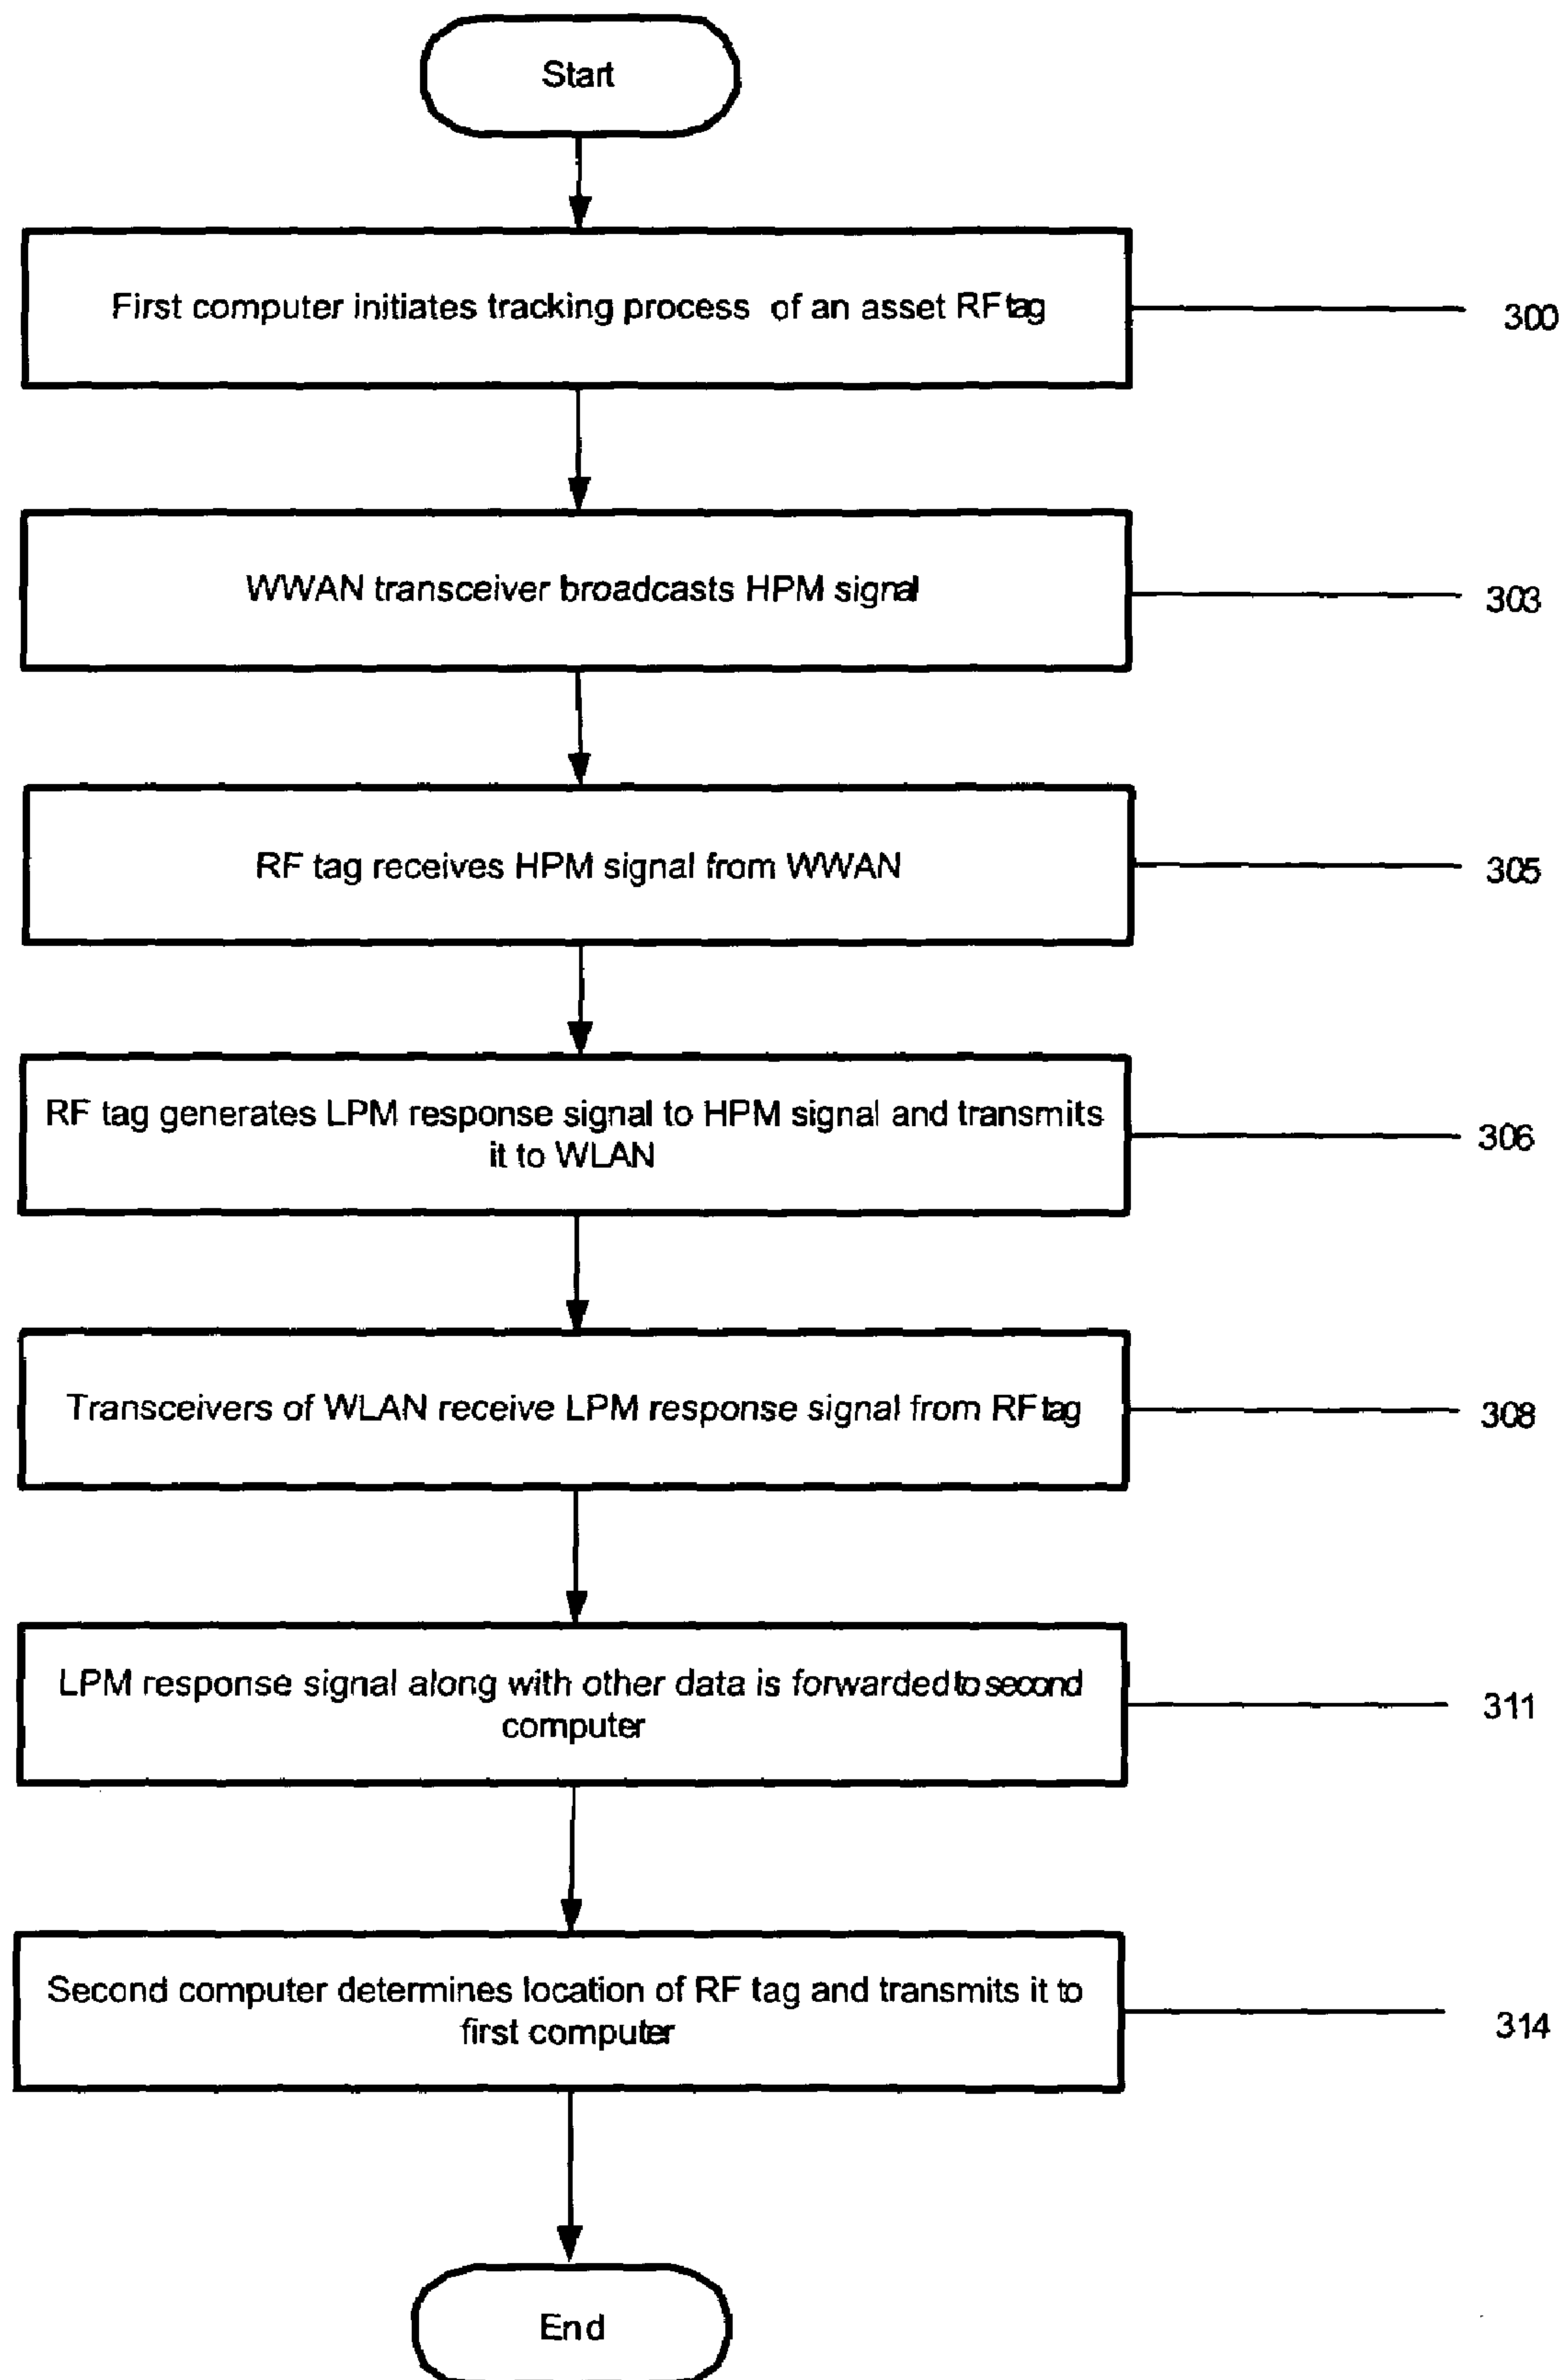 Start
First computer initiates tracking process of an asset RF tag
300
WWAN transceiver broadcasts HPM signal
303
RF tag receives HPM signal from WWAN
305
RF tag generates LPM response signal to HPM signal and transmits
it to WLAN
306
Transceivers of WLAN receive LPM response signal from RF tag
308
LPM response signal along with other data is forwarded to second
computer
311
Second computer determines location of RF tag and transmits it to
first computer
314
End